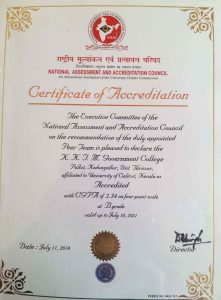 राष्ट्रीय मूल्यांकन एवं प्रत्यायन परिषद
NATIONAL ASSESSMENT AND ACCREDITATION COUNCIL
An Autonomous Institution of the University Grants Commission
Certificate of Accreditation
The Executive Committee of the
National Assessment and Accreditation Council
on the recommendation of the duly appointed
Peer Team is pleased to declare the
K. K. T. M. Government College
Pullut, Kodungallur, Dist. Thrissur,
affiliated to University of Calicut, Kerala as
Accredited
with CGPA of 2.74 on four point scale
at B grade
valid up to July 10, 2021
Date : July 11, 2016
Director